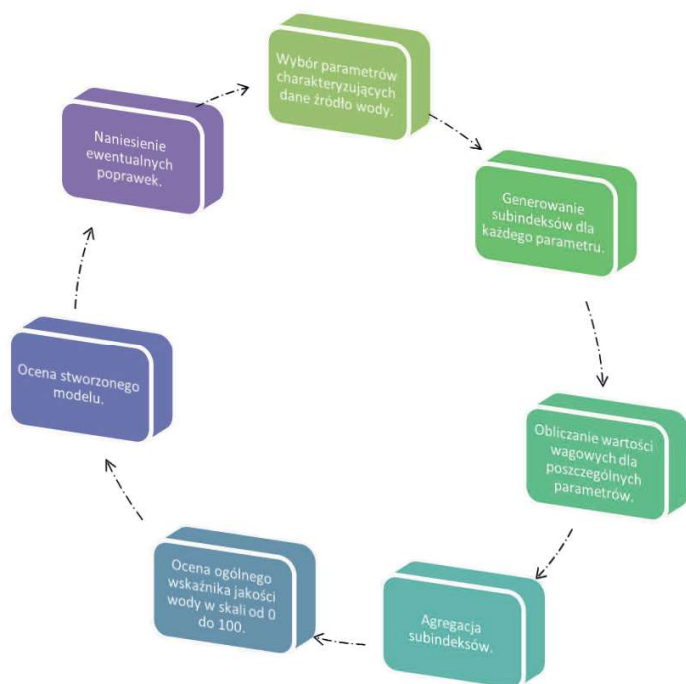 Wybór parametrów
charakteryzujących
dane źródło wody.
Generowanie
subindeksów dla
każdego parametru.
Obliczanie wartości
wagowych dla
poszczególnych
parametrów.
Agregacja
subindeksów.
Ocena ogólnego
wskaźnika jakości
wody w skali od 0
do 100.
Ocena stworzonego
modelu.
Naniesienie
ewentualnych
poprawek.